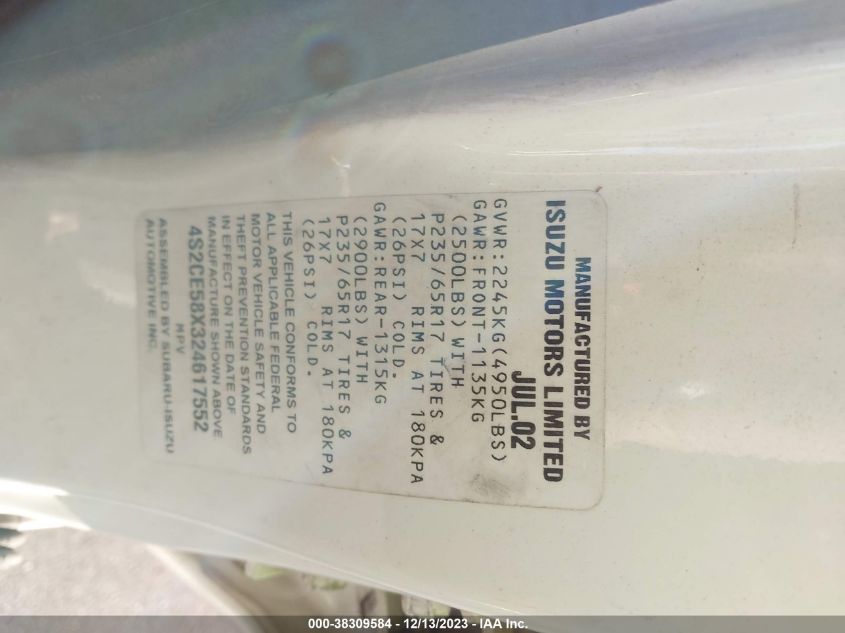 MANUFACTURED BY
ISUZU MOTORS LIMITED
JUL.02
GVWR:2245KG(4950LBS)
GAWR:FRONT-1135KG
(2500LBS) WITH
P235/65R17 TIRES &
17X7 RIMS AT 180KPA
(26PSI) COLD.
GAWR:REAR-1315KG
(2900LBS) WITH
P235/65R17 TIRES &
17X7 RIMS AT 180KPA
(26PSI) COLD.
THIS VEHICLE CONFORMS TO
ALL APPLICABLE FEDERAL
MOTOR VEHICLE SAFETY AND
THEFT PREVENTION STANDARDS
IN EFFECT ON THE DATE OF
MANUFACTURE SHOWN ABOVE
4S2CE58X324617552
MPV
ASSEMBLED BY SUBARU-ISUZU
AUTOMOTIVE INC.
000-38309584 - 12/13/2023 - IAA Inc.